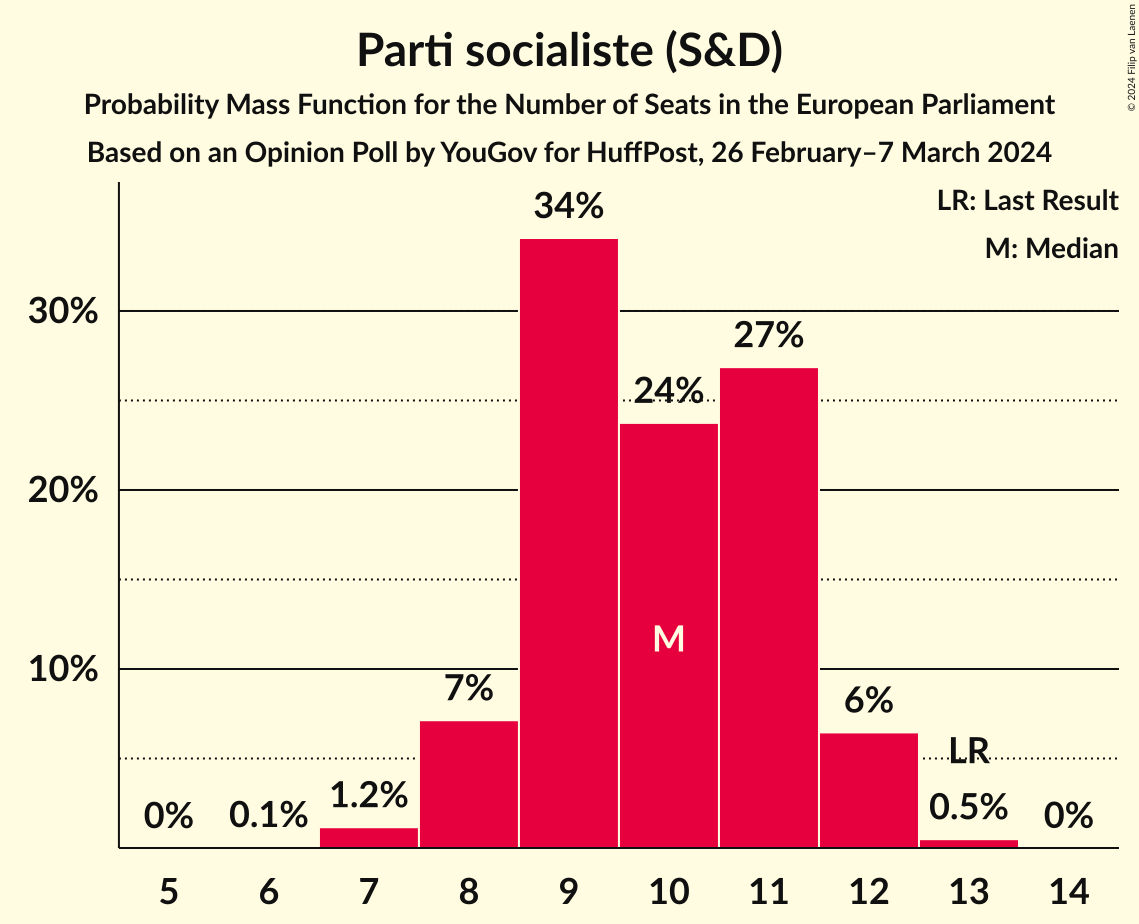 Parti socialiste (S&D)
Probability Mass Function for the Number of Seats in the European Parliament
Based on an Opinion Poll by YouGov for HuffPost, 26 February–7 March 2024
© 2024 Filip van Laenen
LR: Last Result
M: Median
34%
30%
27%
24%
20%
M
10%
7%
6%
LR
1.2%
0.5%
0%
0.1%
0%
5 6 7 8 9 10 11 12 13 14